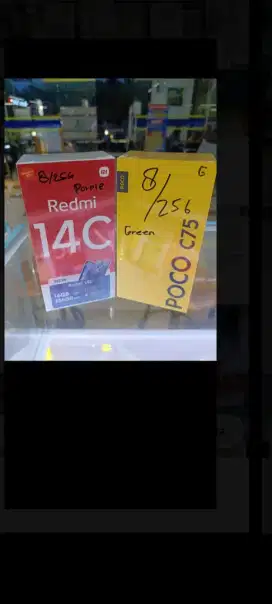 8/256
Purple
Redmi
14C
8
/256
G
Green
POCO C75
POCO